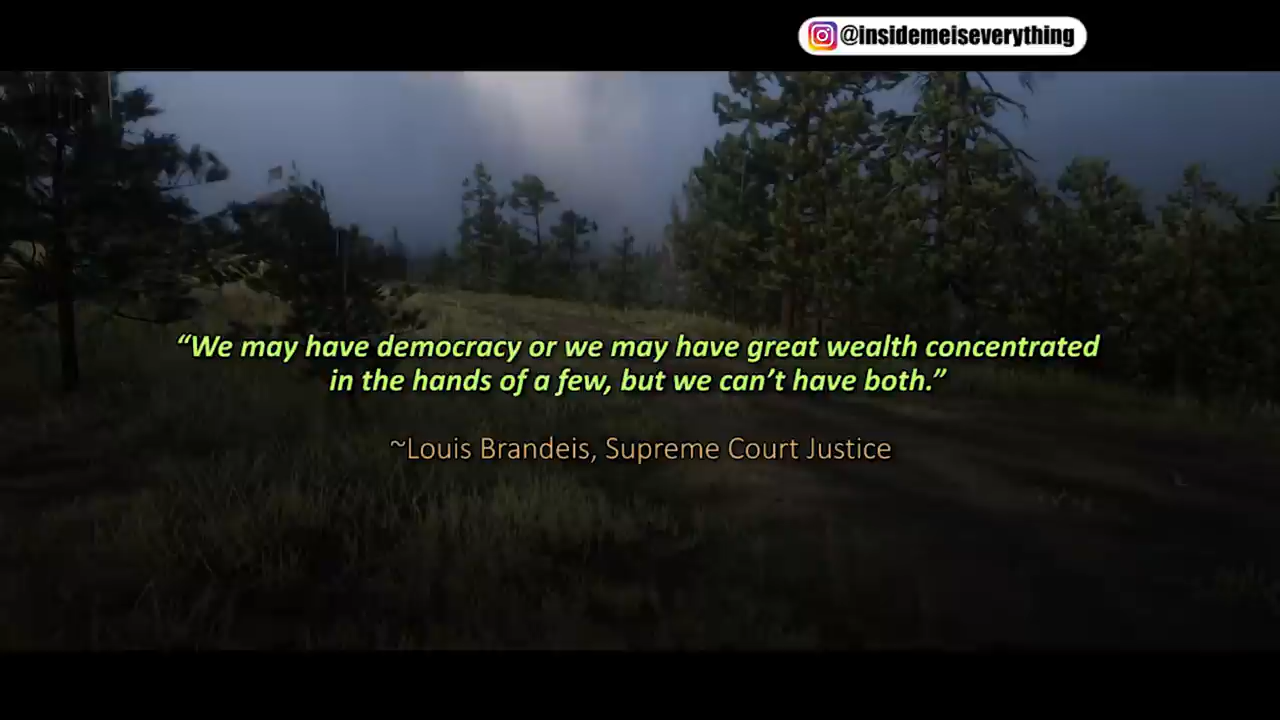 @insidemeiseverything
“We may have democracy or we may have great wealth concentrated
in the hands of a few, but we can’t have both.”
~Louis Brandeis, Supreme Court Justice